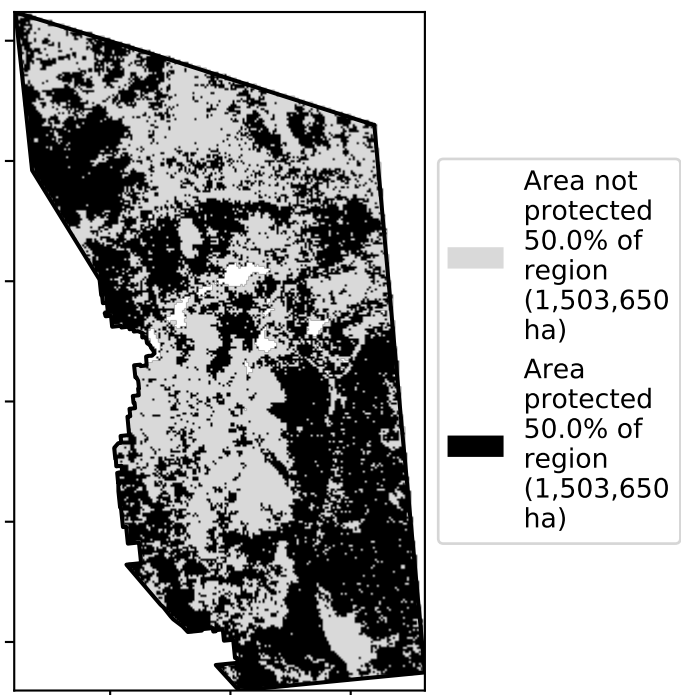 Area not
protected
50.0% of
region
(1,503,650
ha)
Area
protected
50.0% of
region
(1,503,650
ha)